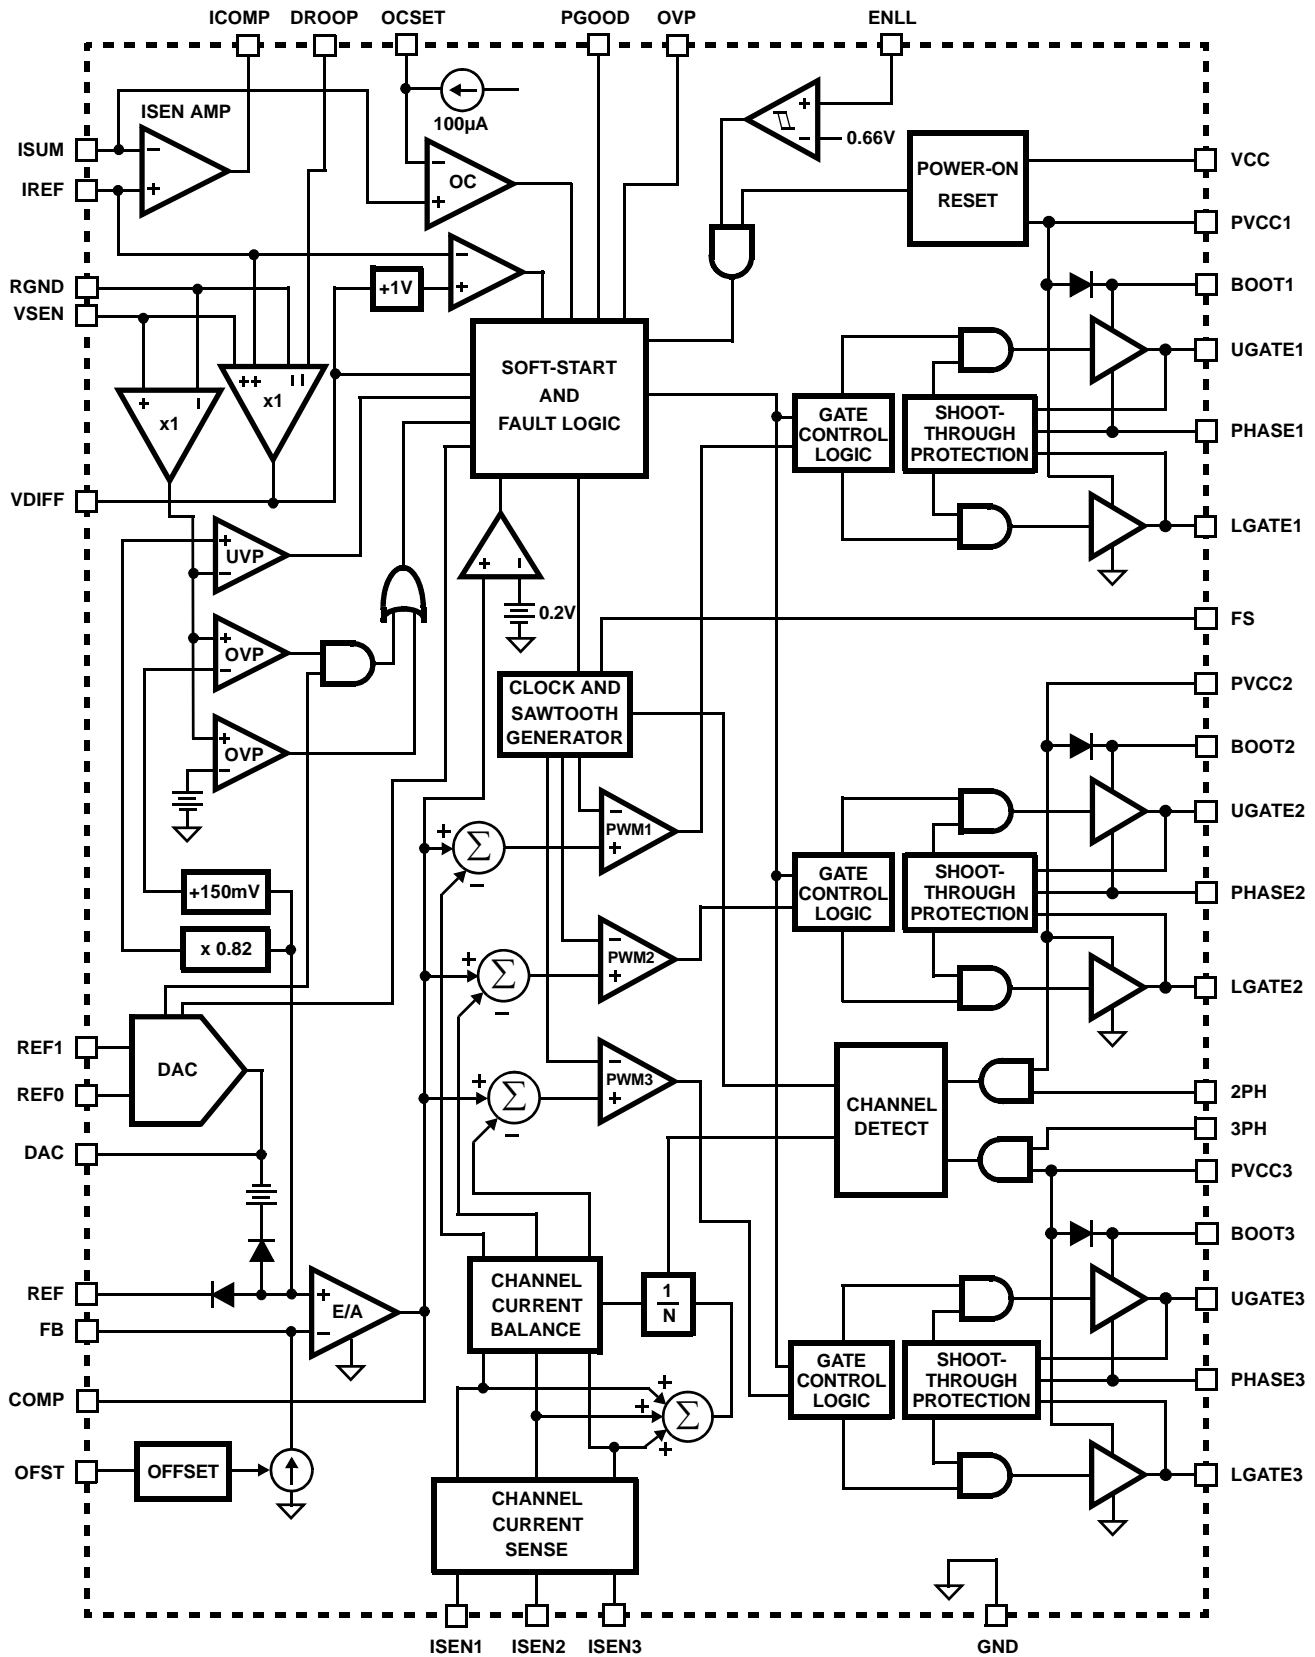 ICOMP DROOP OCSET PGOOD OVP ENLL
ISEN AMP
100µA
ISUM
IREF
OC
+
−
0.66V
POWER-ON
RESET
VCC
PVCC1
RGND
VSEN
+1V
BOOT1
UGATE1
PHASE1
LGATE1
x1
x1
SOFT-START
AND
FAULT LOGIC
GATE
CONTROL
LOGIC
SHOOT-
THROUGH
PROTECTION
VDIFF
UVP
OVP
OVP
0.2V
FS
CLOCK AND
SAWTOOTH
GENERATOR
PVCC2
BOOT2
UGATE2
PHASE2
LGATE2
PWM1
PWM2
PWM3
Σ
Σ
Σ
GATE
CONTROL
LOGIC
SHOOT-
THROUGH
PROTECTION
+150mV
x 0.82
REF1
REF0
DAC
DAC
CHANNEL
DETECT
2PH
3PH
PVCC3
BOOT3
UGATE3
PHASE3
LGATE3
REF
FB
E/A
CHANNEL
CURRENT
BALANCE
1
N
GATE
CONTROL
LOGIC
SHOOT-
THROUGH
PROTECTION
COMP
Σ
OFST
OFFSET
CHANNEL
CURRENT
SENSE
ISEN1 ISEN2 ISEN3 GND